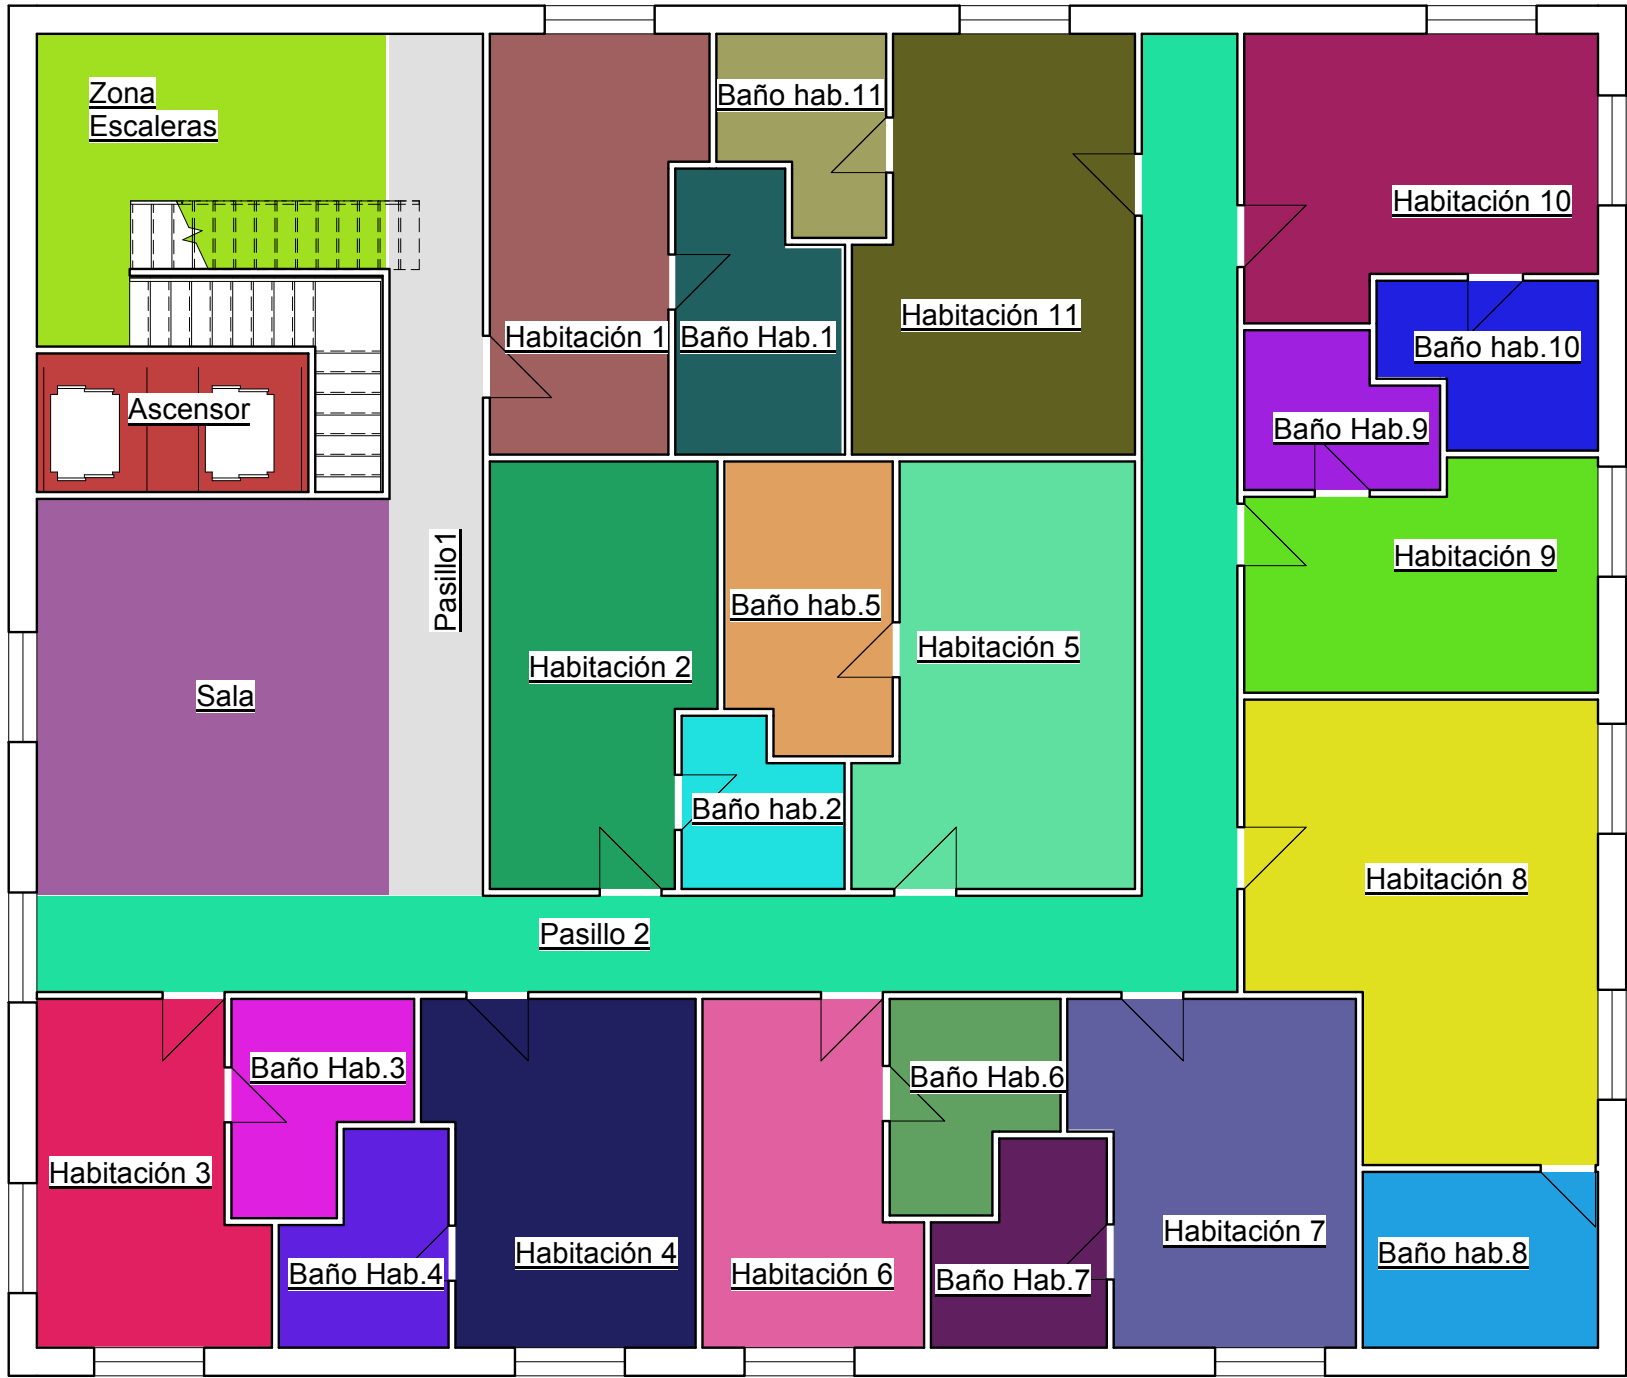 Zona
Escaleras
Baño hab.11
Habitación 10
Habitación 11
Habitación 1
Baño Hab.1
Baño hab.10
Ascensor
Baño Hab.9
Pasillo1
Habitación 9
Baño hab.5
Habitación 5
Habitación 2
Sala
Baño hab.2
Habitación 8
Pasillo 2
Baño Hab.3
Baño Hab.6
Habitación 3
Habitación 7
Habitación 4
Baño hab.8
Baño Hab.4
Habitación 6
Baño Hab.7